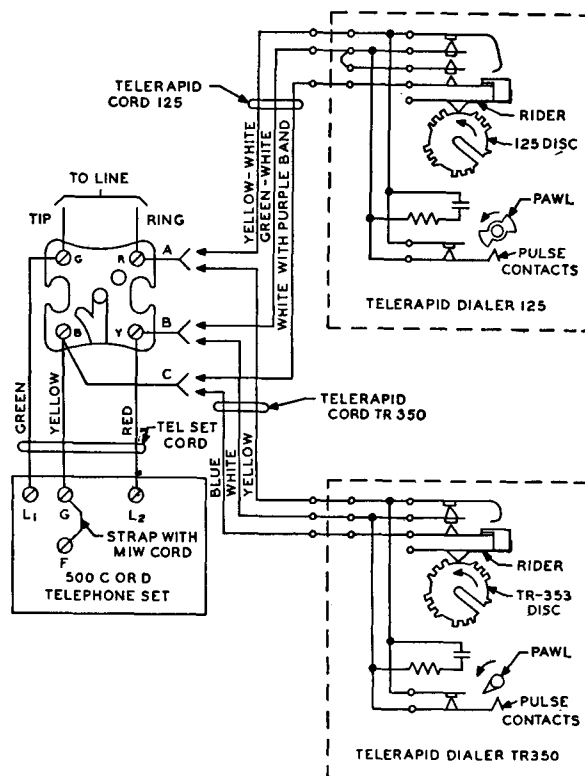 TELERAPID
CORD 125
YELLOW-WHITE
GREEN-WHITE
WHITE WITH PURPLE BAND
RIDER
125 DISC
PAWL
PULSE
CONTACTS
TELERAPID DIALER 125
TO LINE
TIP
RING
G
R
A
B
Y
B
C
GREEN
YELLOW
RED
TEL SET
CORD
TELERAPID
CORD TR 350
BLUE
WHITE
YELLOW
L1
G
L2
STRAP WITH
MIW CORD
F
500 C OR D
TELEPHONE SET
RIDER
TR-353
DISC
PAWL
PULSE
CONTACTS
TELERAPID DIALER TR350